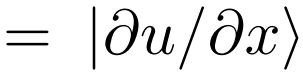 = |∂u/∂x⟩